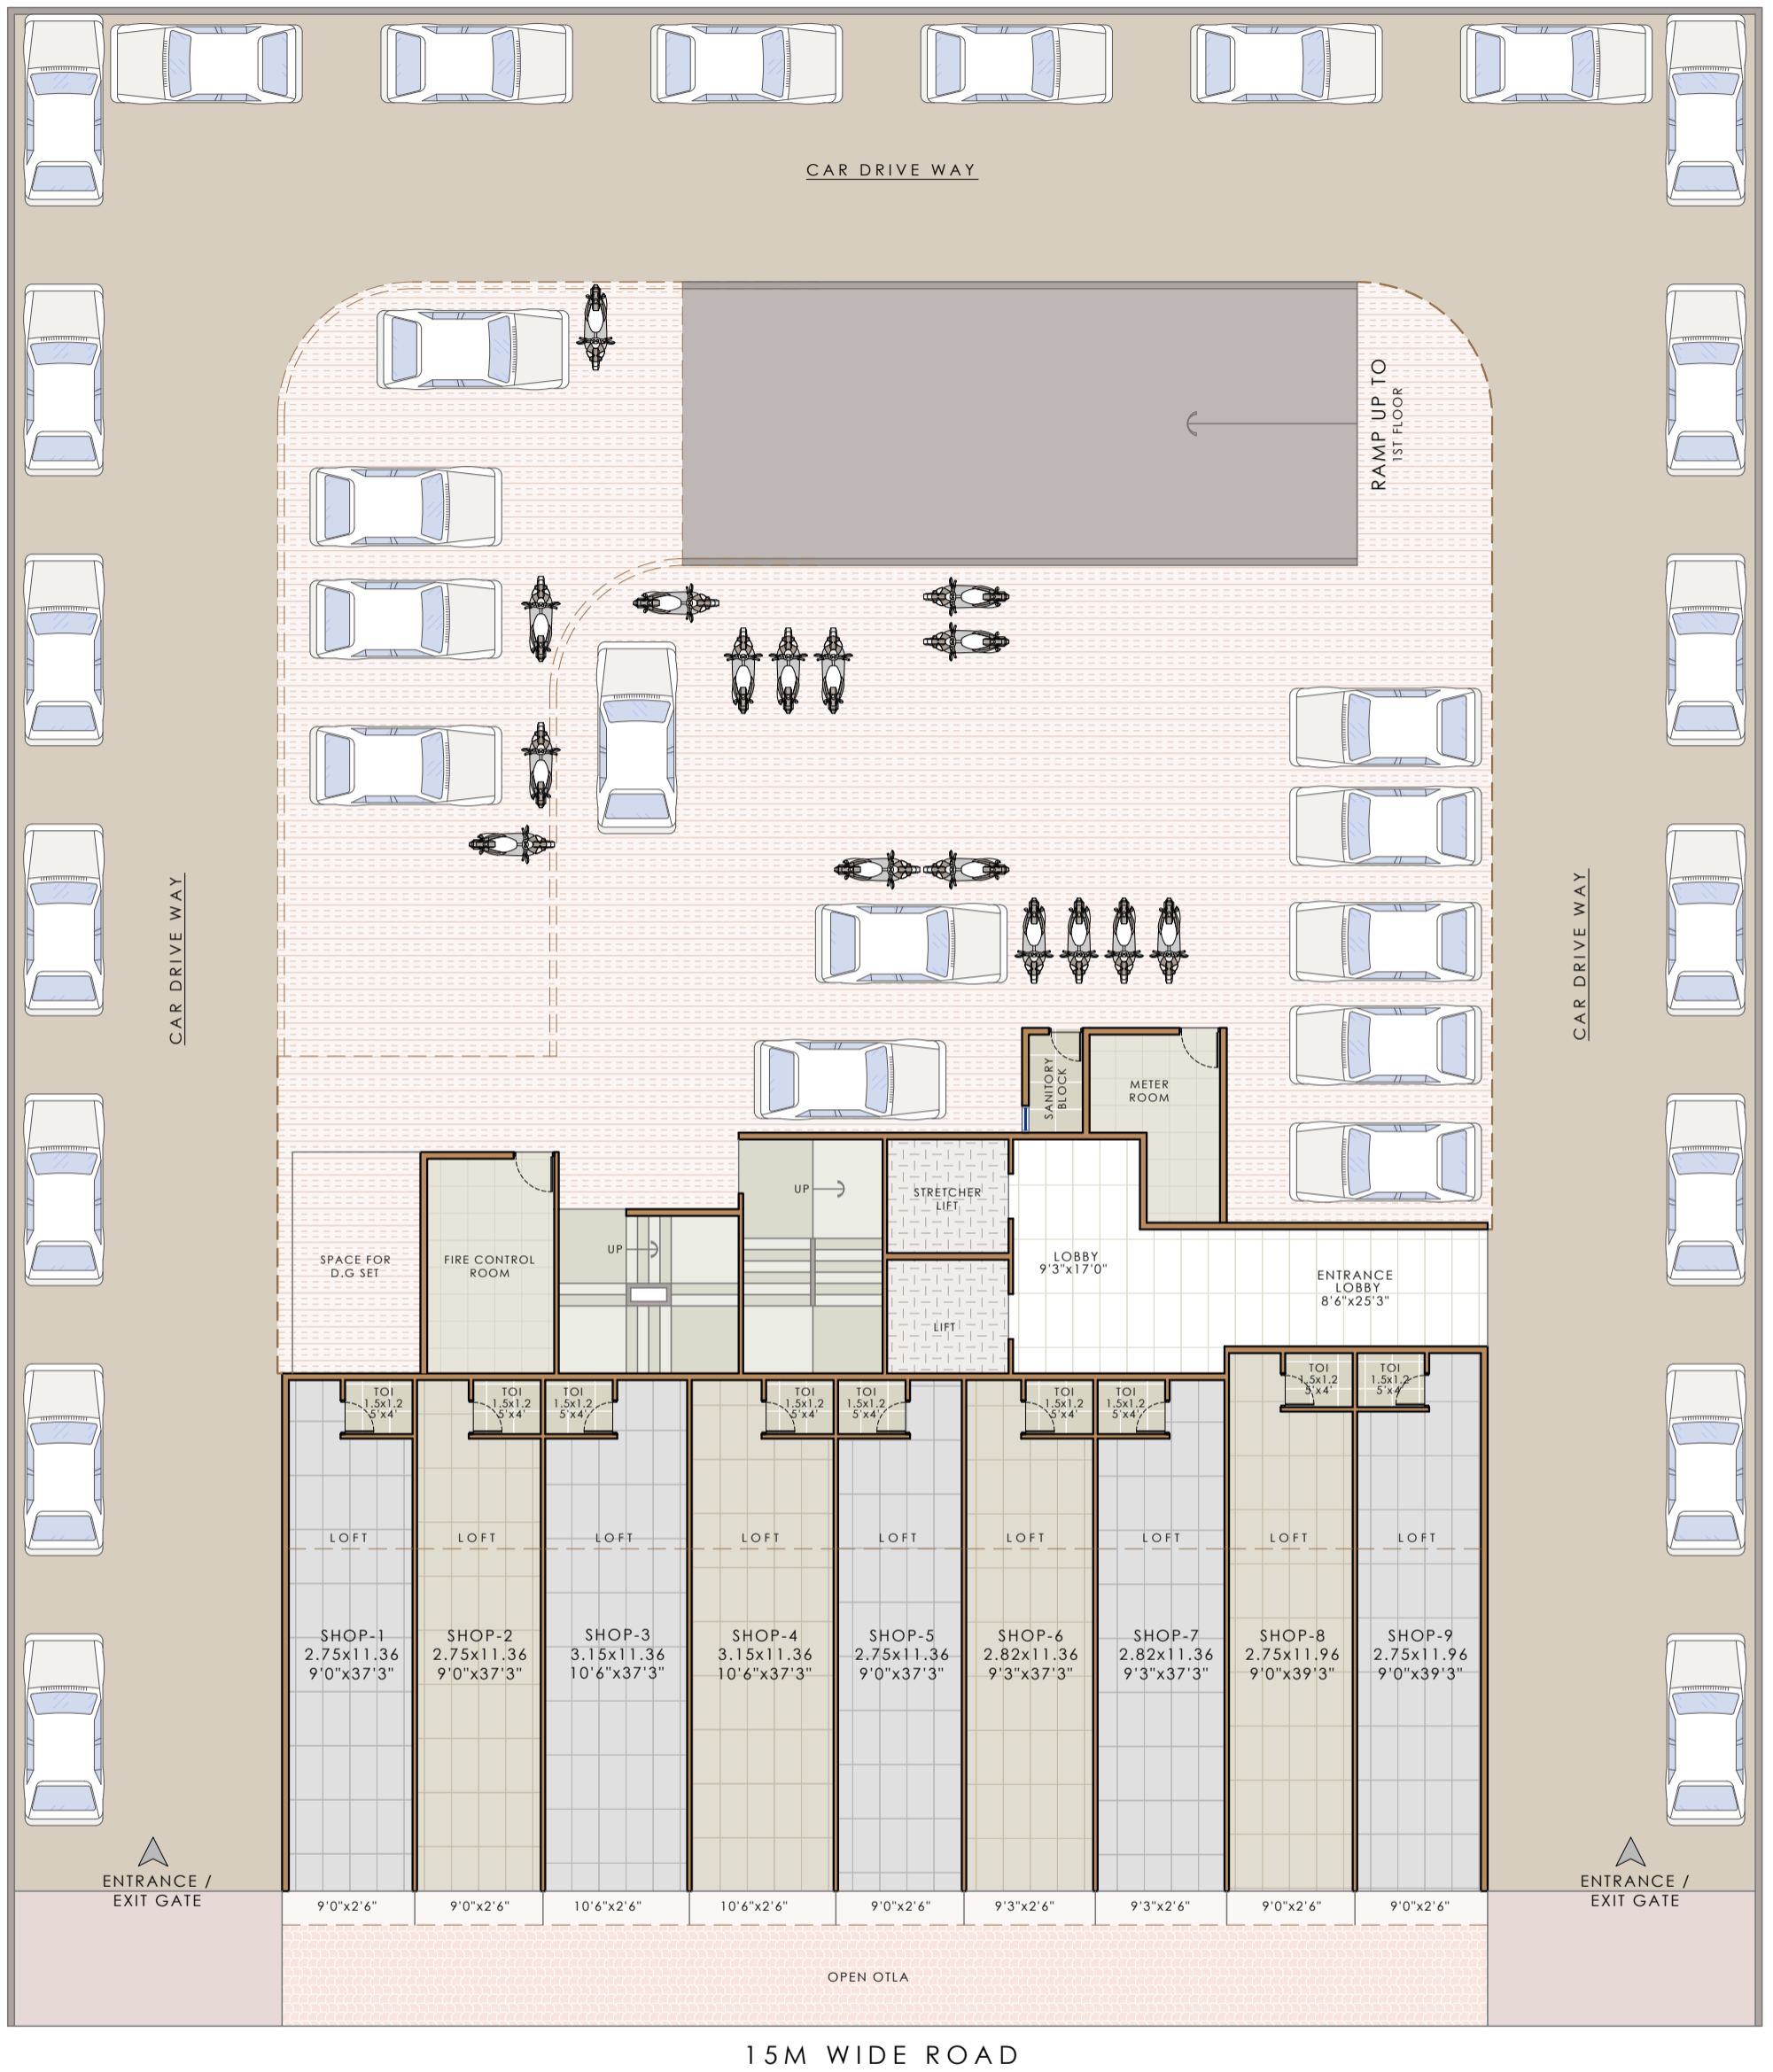 CAR DRIVE WAY
RAMP UP TO
1ST FLOOR
CAR DRIVE WAY
CAR DRIVE WAY
SANITORY
BLOCK
METER
ROOM
UP
STRETCHER
LIFT
UP
SPACE FOR
D.G SET
FIRE CONTROL
ROOM
LOBBY
9'3"x17'0"
ENTRANCE
LOBBY
8'6"x25'3"
LIFT
TOI
1.5x1.2
5'x4'
TOI
1.5x1.2
5'x4'
TOI
1.5x1.2
5'x4'
TOI
1.5x1.2
5'x4'
TOI
1.5x1.2
5'x4'
TOI
1.5x1.2
5'x4'
TOI
1.5x1.2
5'x4'
TOI
1.5x1.2
5'x4'
TOI
1.5x1.2
5'x4'
LOFT
LOFT
LOFT
LOFT
LOFT
LOFT
LOFT
LOFT
LOFT
SHOP-1
2.75x11.36
9'0"x37'3"
SHOP-2
2.75x11.36
9'0"x37'3"
SHOP-3
3.15x11.36
10'6"x37'3"
SHOP-4
3.15x11.36
10'6"x37'3"
SHOP-5
2.75x11.36
9'0"x37'3"
SHOP-6
2.82x11.36
9'3"x37'3"
SHOP-7
2.82x11.36
9'3"x37'3"
SHOP-8
2.75x11.96
9'0"x39'3"
SHOP-9
2.75x11.96
9'0"x39'3"
ENTRANCE /
EXIT GATE
ENTRANCE /
EXIT GATE
9'0"x2'6"
9'0"x2'6"
10'6"x2'6"
10'6"x2'6"
9'0"x2'6"
9'3"x2'6"
9'3"x2'6"
9'0"x2'6"
9'0"x2'6"
OPEN OTLA
15M WIDE ROAD